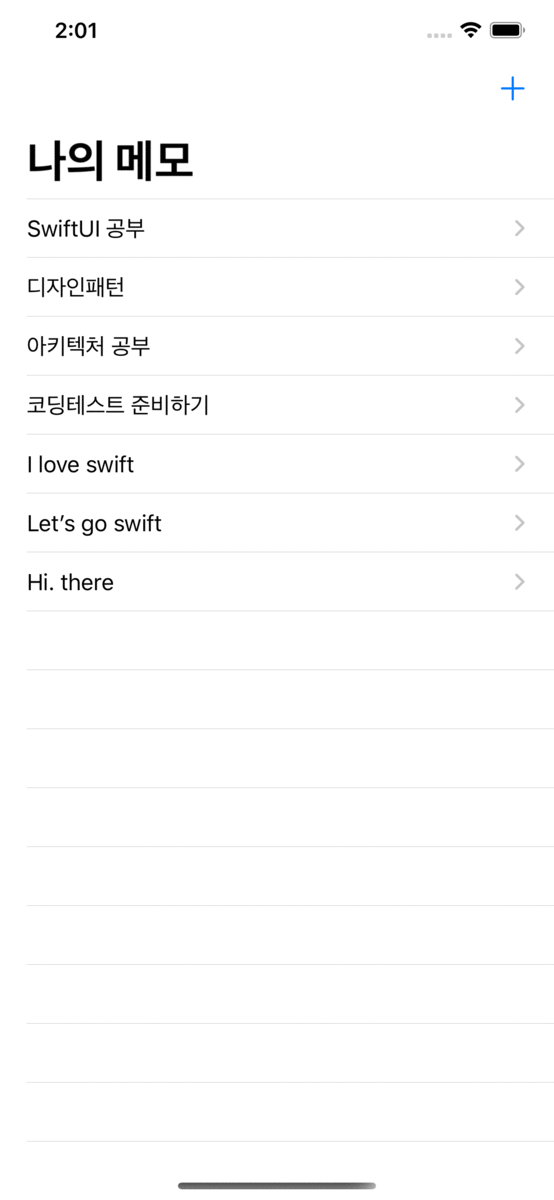 2:01
나의 메모
SwiftUI 공부
디자인패턴
아키텍처 공부
코딩테스트 준비하기
I love swift
Let’s go swift
Hi. there